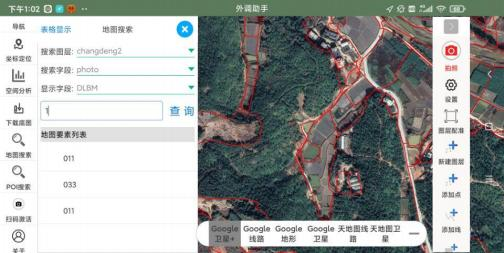 下午1:02
外调助手
4G
60
导航
坐标定位
空间分析
下载底图
地图搜索
POI搜索
扫码激活
关于
表格显示
地图搜索
搜索图层: changdeng2
搜索字段: photo
显示字段: DLBM
1
查 询
地图要素列表
011
033
011
Google卫星+
Google线路
Google地形
Google卫星
天地图线路
天地图卫星
拍照
设置
图层配准
新建图层
添加点
添加线